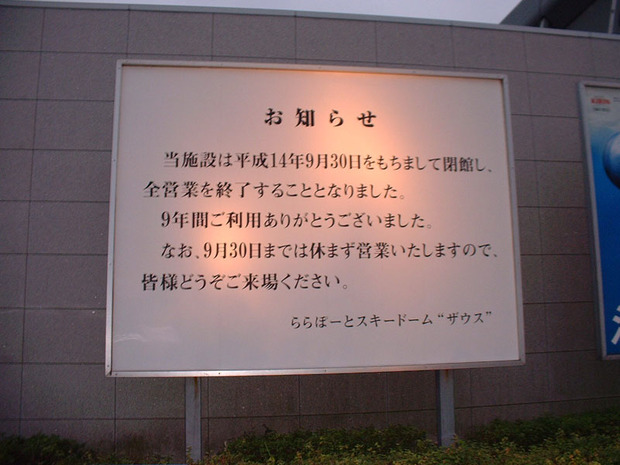 お知らせ
当施設は平成14年9月30日をもちまして閉館し、
全営業を終了することとなりました。
9年間ご利用ありがとうございました。
なお、9月30日までは休まず営業いたしますので、
皆様どうぞご来場ください。
ららぽーとスキードーム“ザウス”
KIRIN